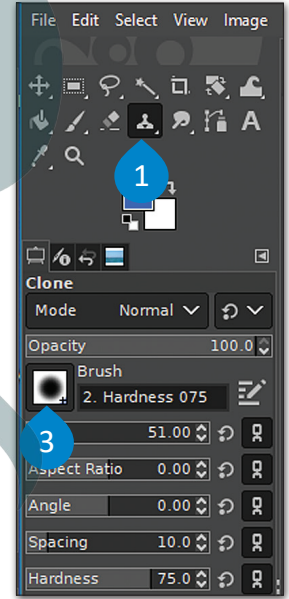 File Edit Select View Image
A
1
Clone
Mode Normal
Opacity 100.0
Brush
2. Hardness 075
3
51.00
Aspect Ratio 0.00
Angle 0.00
Spacing 10.0
Hardness 75.0